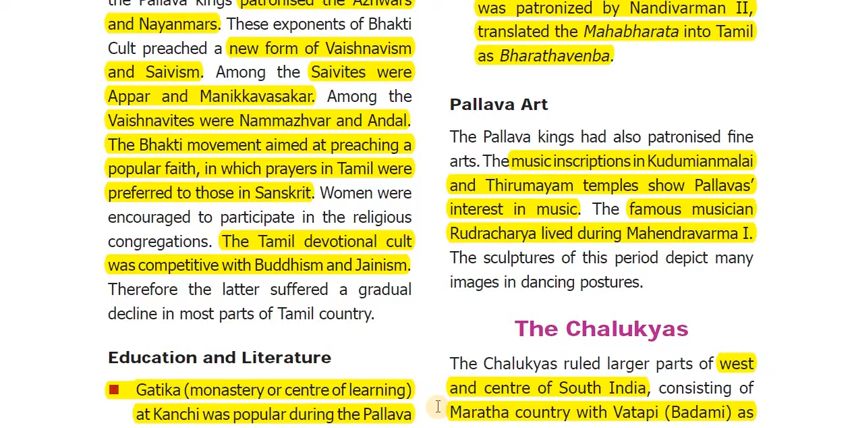 the Pallava kings patronised the Azhwars
and Nayanmars. These exponents of Bhakti
Cult preached a new form of Vaishnavism
and Saivism. Among the Saivites were
Appar and Manikkavasakar. Among the
Vaishnavites were Nammazhvar and Andal.
The Bhakti movement aimed at preaching a
popular faith, in which prayers in Tamil were
preferred to those in Sanskrit. Women were
encouraged to participate in the religious
congregations. The Tamil devotional cult
was competitive with Buddhism and Jainism.
Therefore the latter suffered a gradual
decline in most parts of Tamil country.
Education and Literature
Gatika (monastery or centre of learning)
at Kanchi was popular during the Pallava
was patronized by Nandivarman II,
translated the Mahabharata into Tamil
as Bharathavenba.
Pallava Art
The Pallava kings had also patronised fine
arts. The music inscriptions in Kudumianmalai
and Thirumayam temples show Pallavas'
interest in music. The famous musician
Rudracharya lived during Mahendravarma I.
The sculptures of this period depict many
images in dancing postures.
The Chalukyas
The Chalukyas ruled larger parts of west
and centre of South India, consisting of
Maratha country with Vatapi (Badami) as